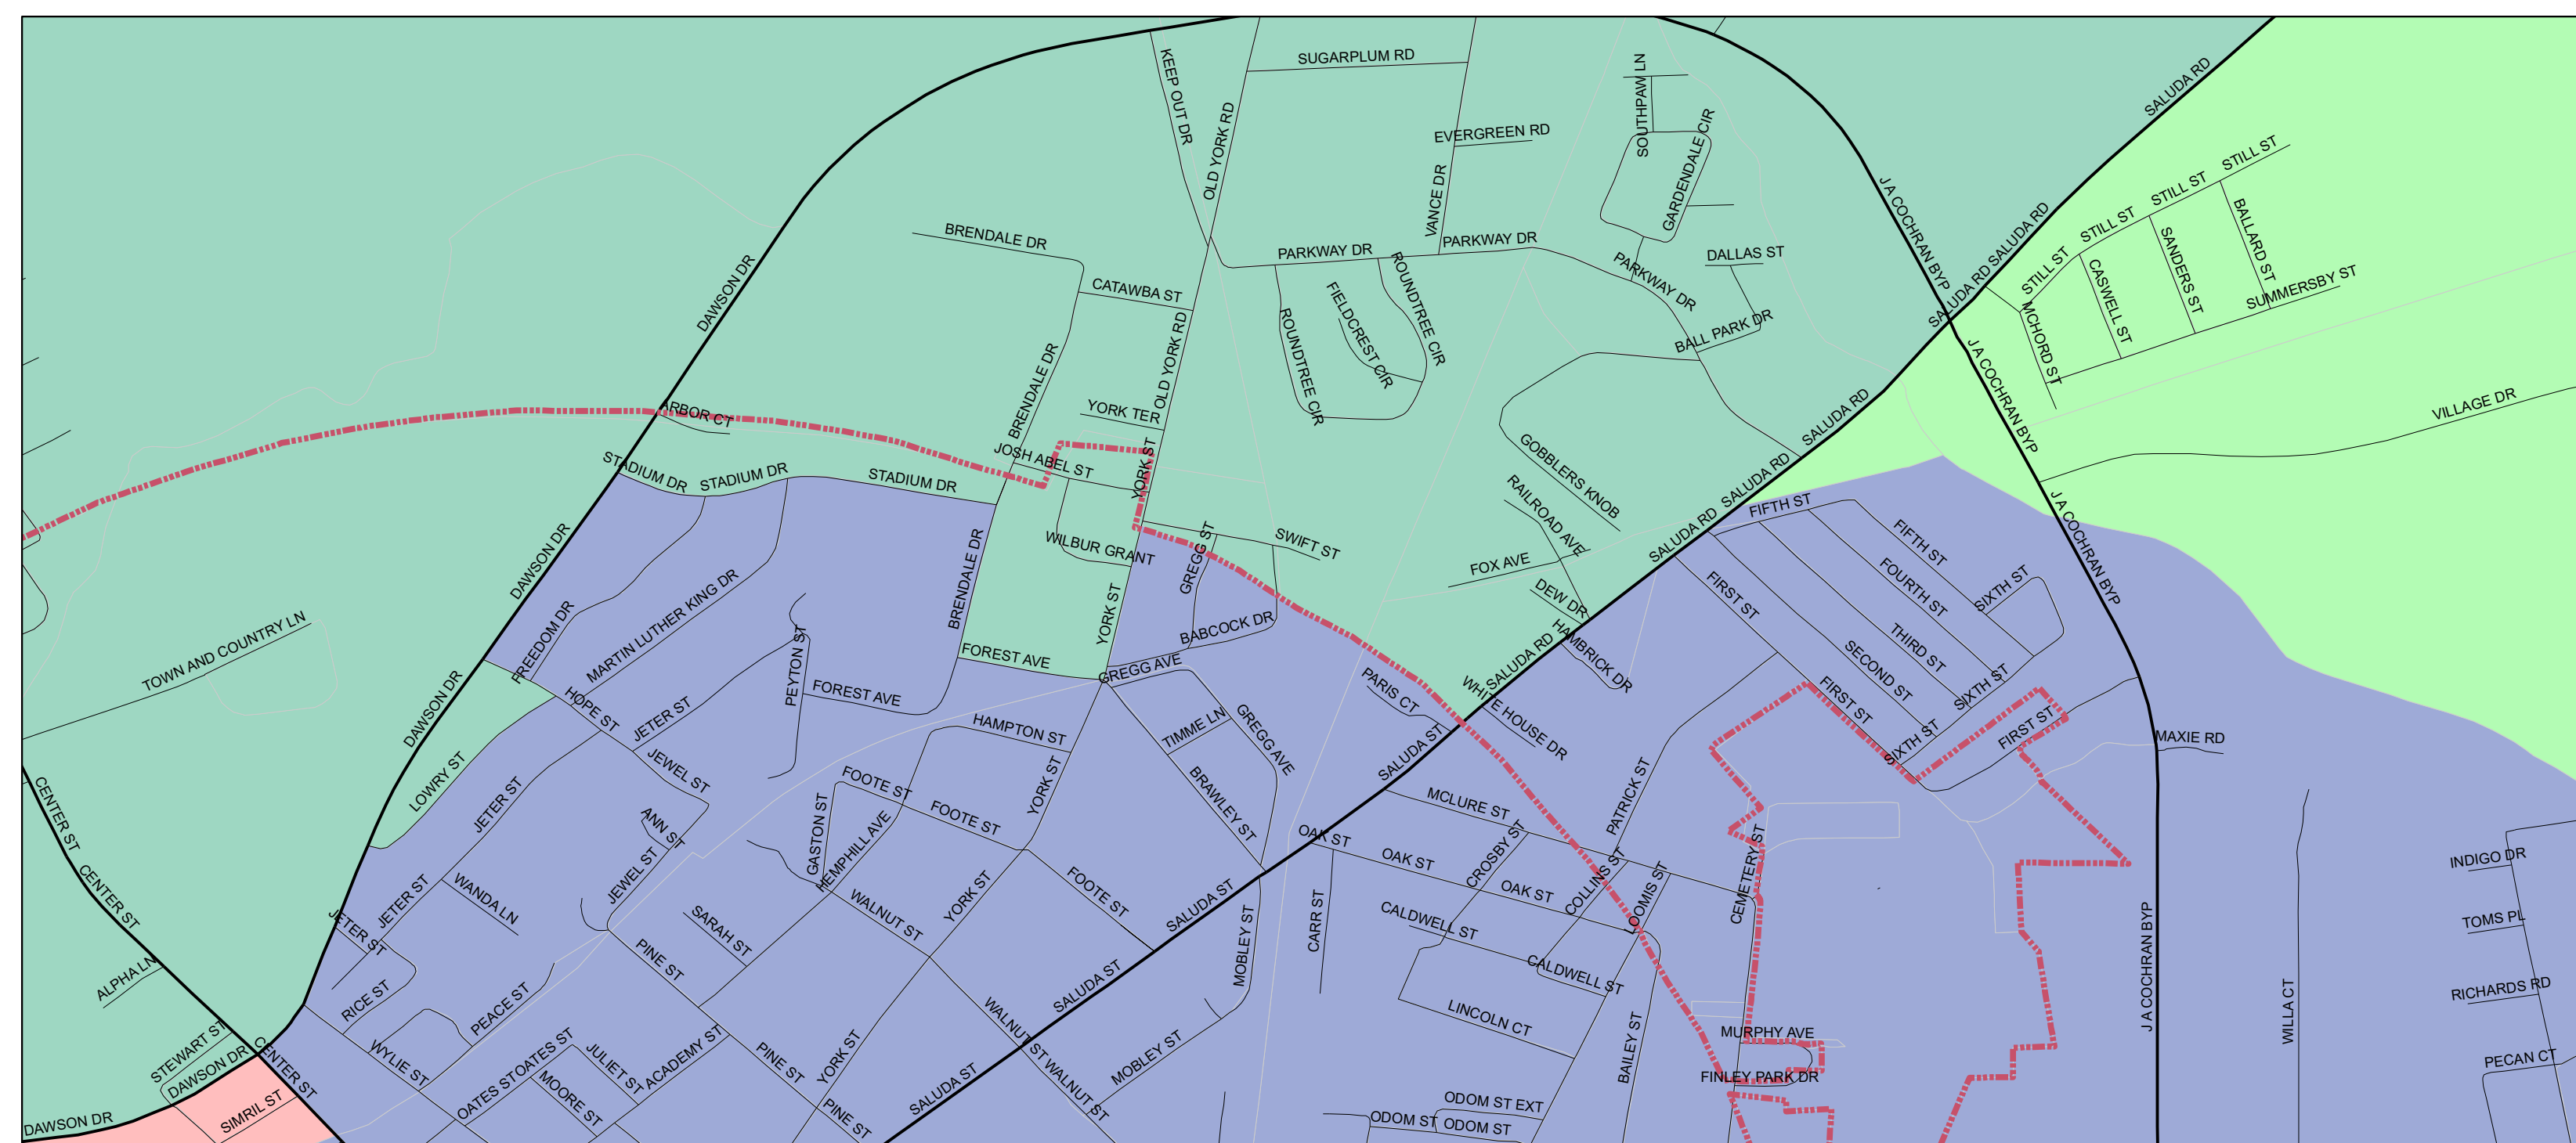 KEEP OUT DR
SUGARPLUM RD
SOUTHPAW LN
SALUDA RD
OLD YORK RD
EVERGREEN RD
GARDENDALE CIR
STILL ST
STILL ST
STILL ST
STILL ST
VANCE DR
J A COCHRAN BYP
BALLARD ST
SANDERS ST
CASWELL ST
SALUDA RD
SALUDA RD
BRENDALE DR
PARKWAY DR
PARKWAY DR
PARKWAY DR
DALLAS ST
ROUNDTREE CIR
SUMMERSBY ST
DAWSON DR
CATAWBA ST
FIELDCREST CIR
ROUNDTREE CIR
BALL PARK DR
MCHORD ST
J A COCHRAN BYP
OLD YORK RD
BRENDALE DR
ARBOR CT
YORK TER
SALUDA RD
VILLAGE DR
STADIUM DR
STADIUM DR
STADIUM DR
JOSH ABEL ST
YORK ST
GOBBLERS KNOB
RAILROAD AVE
SALUDA RD
SALUDA RD
FIFTH ST
FIFTH ST
J A COCHRAN BYP
DAWSON DR
BRENDALE DR
WILBUR GRANT
GREGG ST
SWIFT ST
FOX AVE
DEW DR
FIRST ST
FOURTH ST
SIXTH ST
TOWN AND COUNTRY LN
FREEDOM DR
MARTIN LUTHER KING DR
PEYTON ST
YORK ST
BABCOCK DR
SALUDA RD
HAMBRICK DR
THIRD ST
SECOND ST
SIXTH ST
DAWSON DR
HOPE ST
JETER ST
FOREST AVE
FOREST AVE
GREGG AVE
PARIS CT
WHITE HOUSE DR
FIRST ST
SIXTH ST
FIRST ST
MAXIE RD
LOWRY ST
JEWEL ST
HAMPTON ST
TIMME LN
GREGG AVE
SALUDA ST
CENTER ST
JETER ST
ANN ST
GASTON ST
FOOTE ST
FOOTE ST
YORK ST
BRAWLEY ST
MCLURE ST
PATRICK ST
CENTER ST
JETER ST
JETER ST
WANDA LN
JEWEL ST
HEMPHILL AVE
WALNUT ST
YORK ST
FOOTE ST
SALUDA ST
OAK ST
OAK ST
OAK ST
CROSBY ST
COLLINS ST
LOOMIS ST
CEMETERY ST
INDIGO DR
ALPHA LN
RICE ST
PINE ST
SARAH ST
MOBLEY ST
CARR ST
CALDWELL ST
CALDWELL ST
J A COCHRAN BYP
TOMS PL
PEACE ST
SALUDA ST
LINCOLN CT
RICHARDS RD
WILLA CT
STEWART ST
DAWSON DR
CENTER ST
WYLIE ST
OATES ST
OATES ST
JULIET ST
ACADEMY ST
PINE ST
YORK ST
WALNUT ST
WALNUT ST
MOBLEY ST
BAILEY ST
MURPHY AVE
FINLEY PARK DR
PECAN CT
DAWSON DR
SIMRIL ST
MOORE ST
PINE ST
SALUDA ST
ODOM ST EXT
ODOM ST
ODOM ST